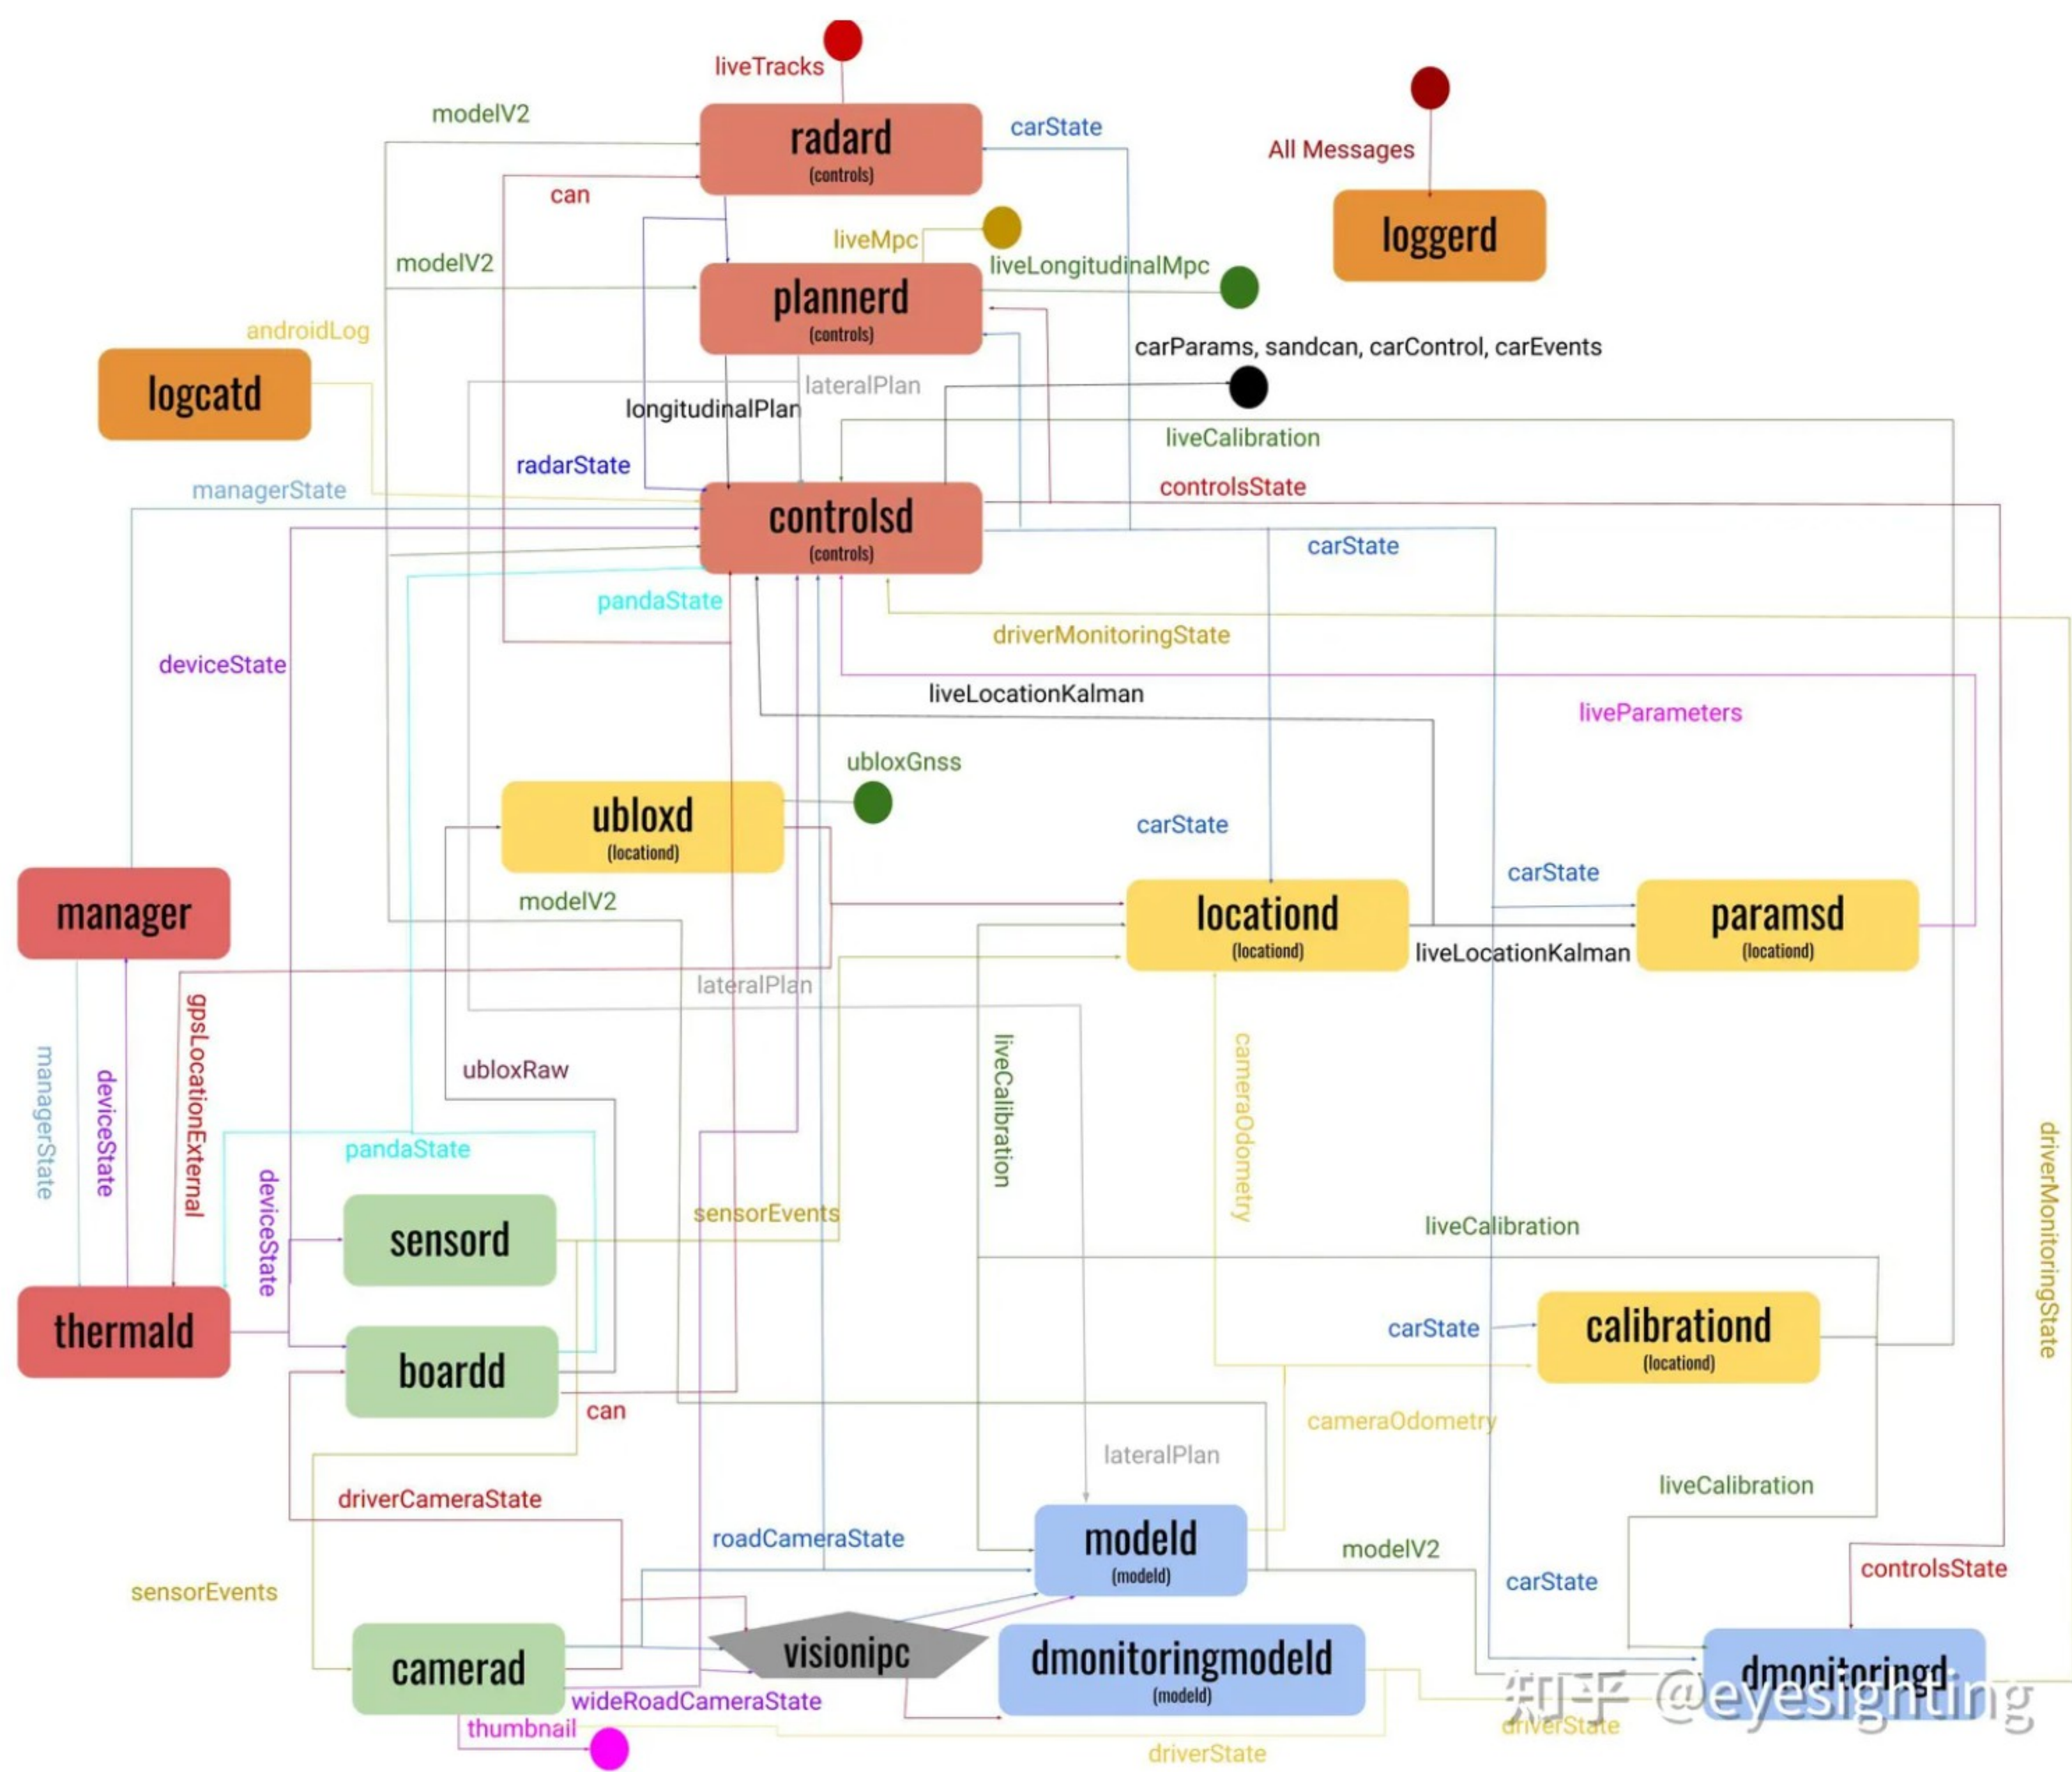 liveTracks
modelV2
radard
(controls)
carState
All Messages
can
loggerd
liveMpc
modelV2
liveLongitudinalMpc
plannerd
(controls)
androidLog
carParams, sandcan, carControl, carEvents
logcatd
lateralPlan
longitudinalPlan
liveCalibration
radarState
managerState
controlsState
controlsd
(controls)
carState
pandaState
driverMonitoringState
deviceState
liveLocationKalman
liveParameters
ubloxGnss
ubloxd
(locationd)
carState
carState
modelV2
manager
locationd
(locationd)
paramsd
(locationd)
liveLocationKalman
lateralPlan
managerState
deviceState
gpsLocationExternal
ubloxRaw
liveCalibration
cameraOdometry
driverMonitoringState
pandaState
deviceState
sensorEvents
sensord
liveCalibration
thermald
carState
calibrationd
(locationd)
boardd
can
cameraOdometry
lateralPlan
liveCalibration
driverCameraState
roadCameraState
modeld
(modeld)
modelV2
controlsState
carState
sensorEvents
camerad
visionipc
dmonitoringmodeld
(modeld)
dmonitoringd
知乎 @eyesighting
wideRoadCameraState
thumbnail
driverState
driverState